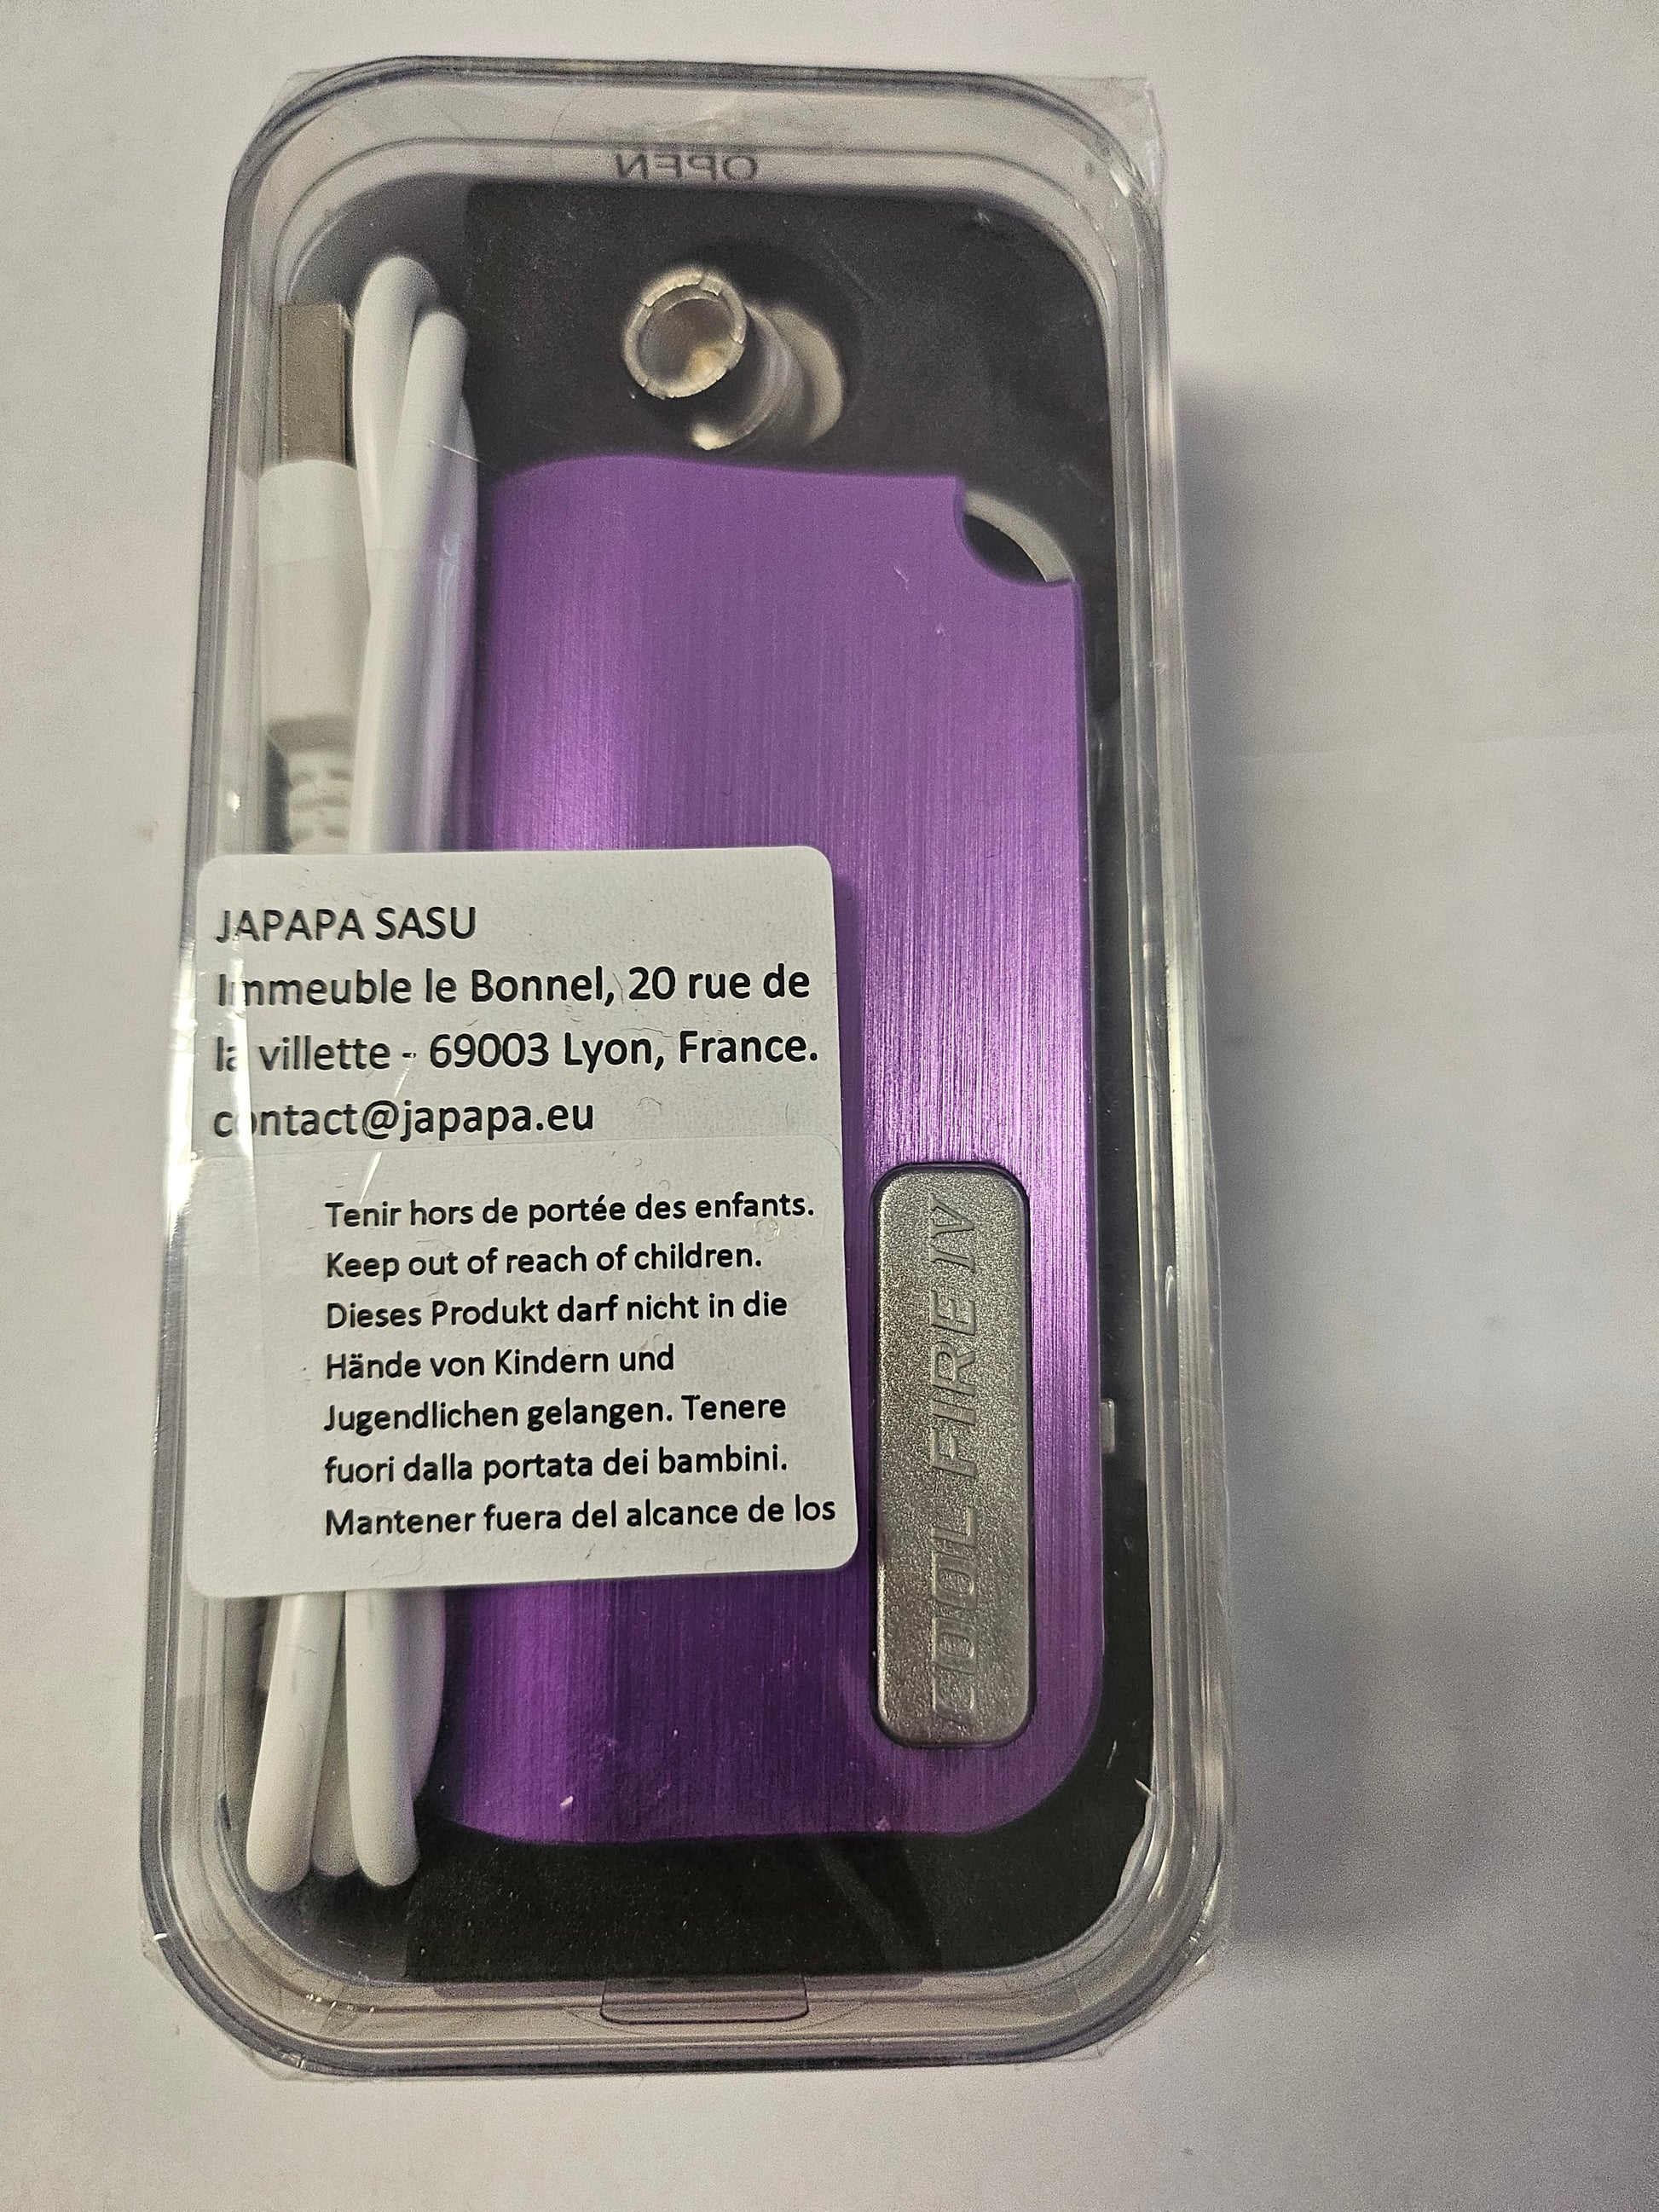 OPEN
JAPAPA SASU
Immeuble le Bonnel, 20 rue de
la villette - 69003 Lyon, France.
contact@japapa.eu
Tenir hors de portée des enfants.
Keep out of reach of children.
Dieses Produkt darf nicht in die
Hände von Kindern und
Jugendlichen gelangen. Tenere
fuori dalla portata dei bambini.
Mantener fuera del alcance de los
COOL FIRE IV